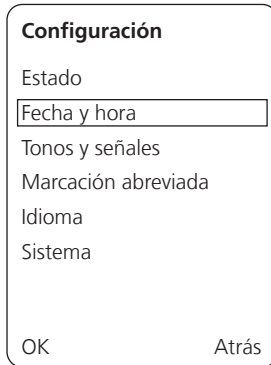 Configuración
Estado
Fecha y hora
Tonos y señales
Marcación abreviada
Idioma
Sistema
OK Atrás